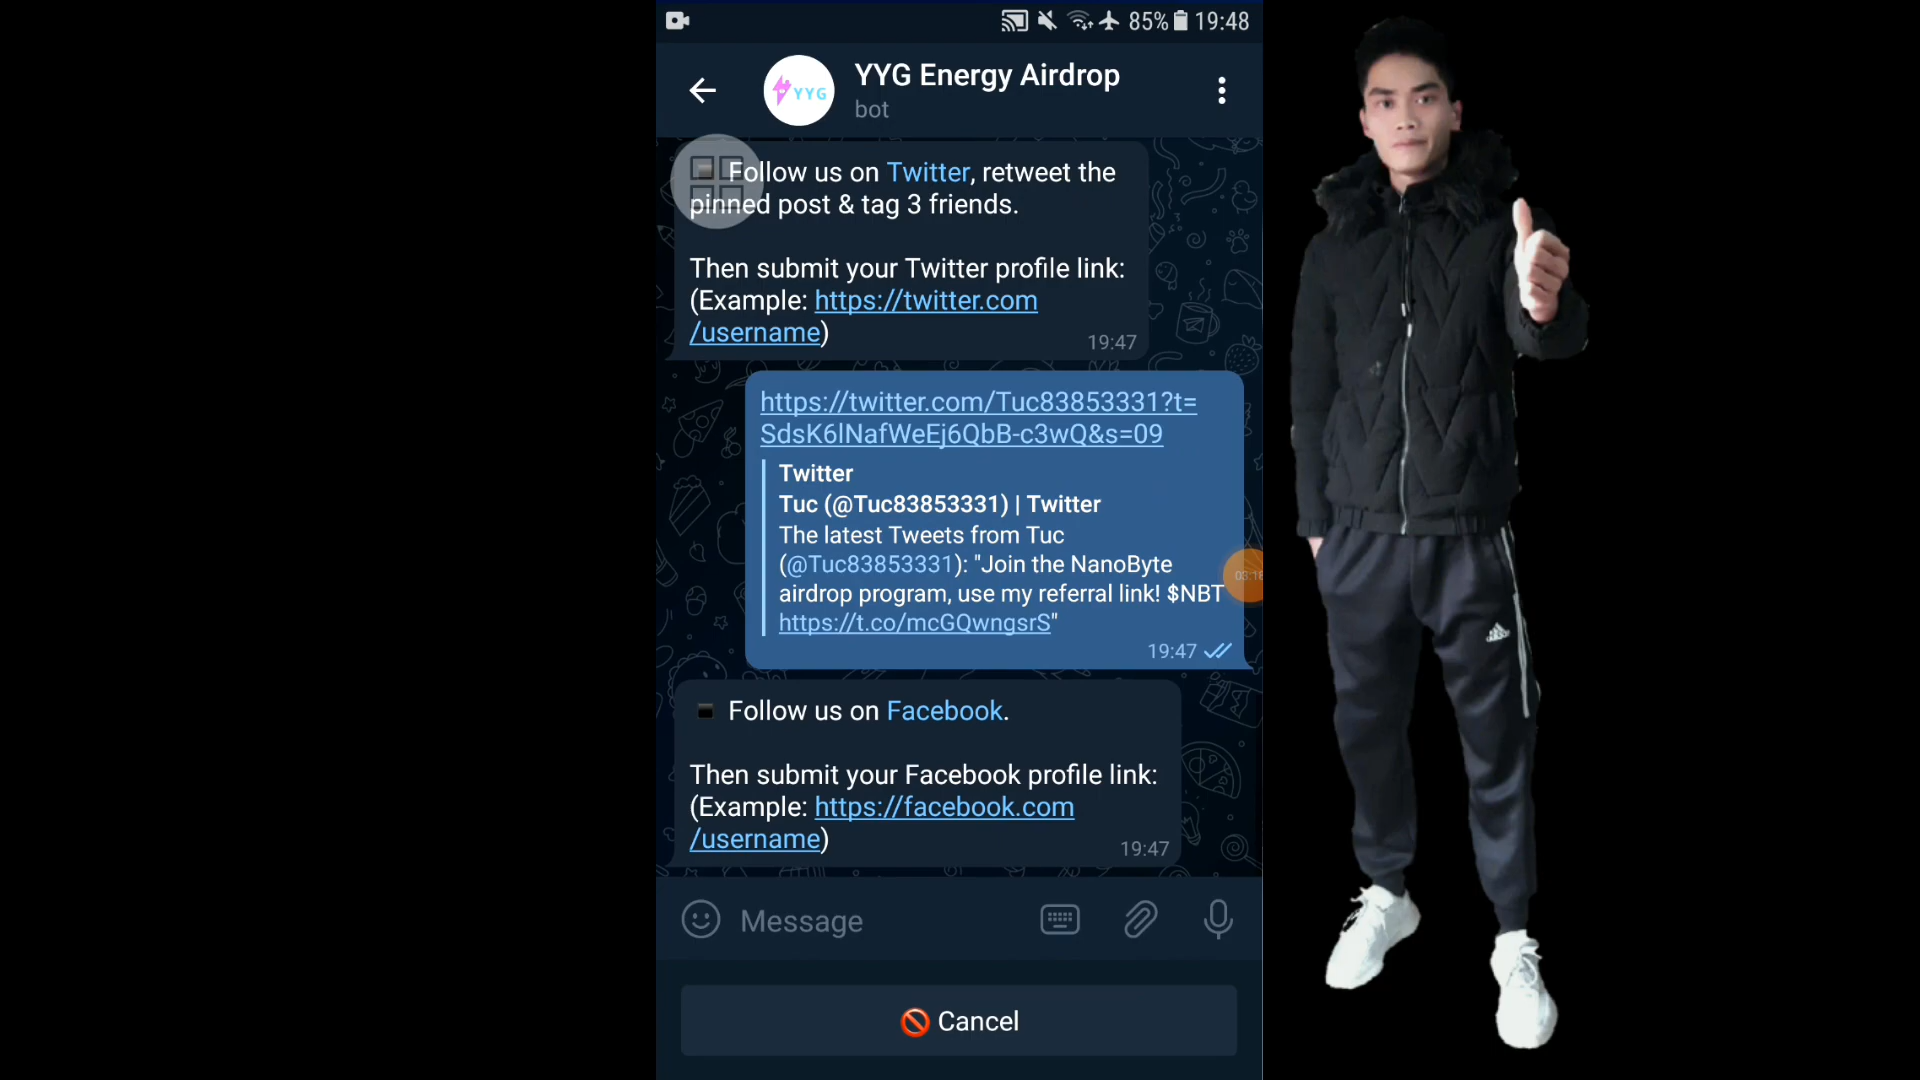 85% 19:48
YYG
YYG Energy Airdrop
bot
Follow us on Twitter, retweet the
pinned post & tag 3 friends.
Then submit your Twitter profile link:
(Example: https://twitter.com
/username)
19:47
https://twitter.com/Tuc83853331?t=
SdsK6lNafWeEj6QbB-c3wQ&s=09
Twitter
Tuc (@Tuc83853331) | Twitter
The latest Tweets from Tuc
(@Tuc83853331): "Join the NanoByte
airdrop program, use my referral link! $NBT
https://t.co/mcGQwngsrS"
19:47
Follow us on Facebook.
Then submit your Facebook profile link:
(Example: https://facebook.com
/username)
19:47
Message
Cancel